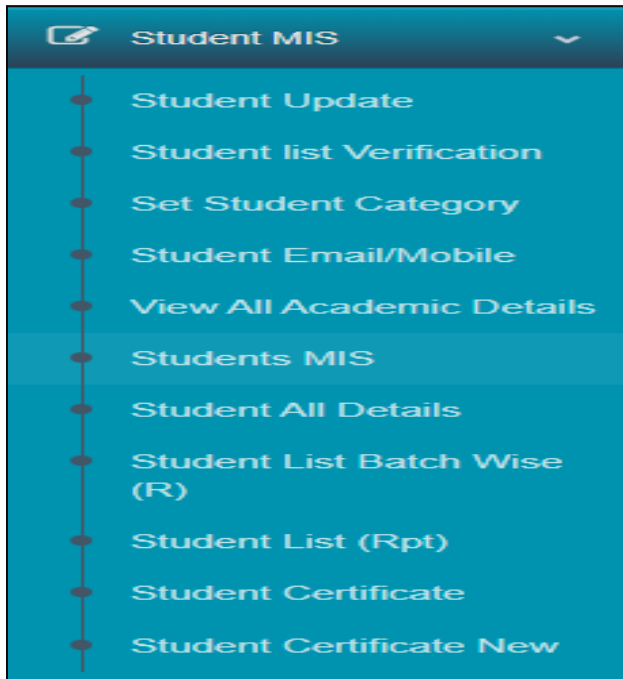 Student MIS
Student Update
Student list Verification
Set Student Category
Student Email/Mobile
View All Academic Details
Students MIS
Student All Details
Student List Batch Wise
(R)
Student List (Rpt)
Student Certificate
Student Certificate New